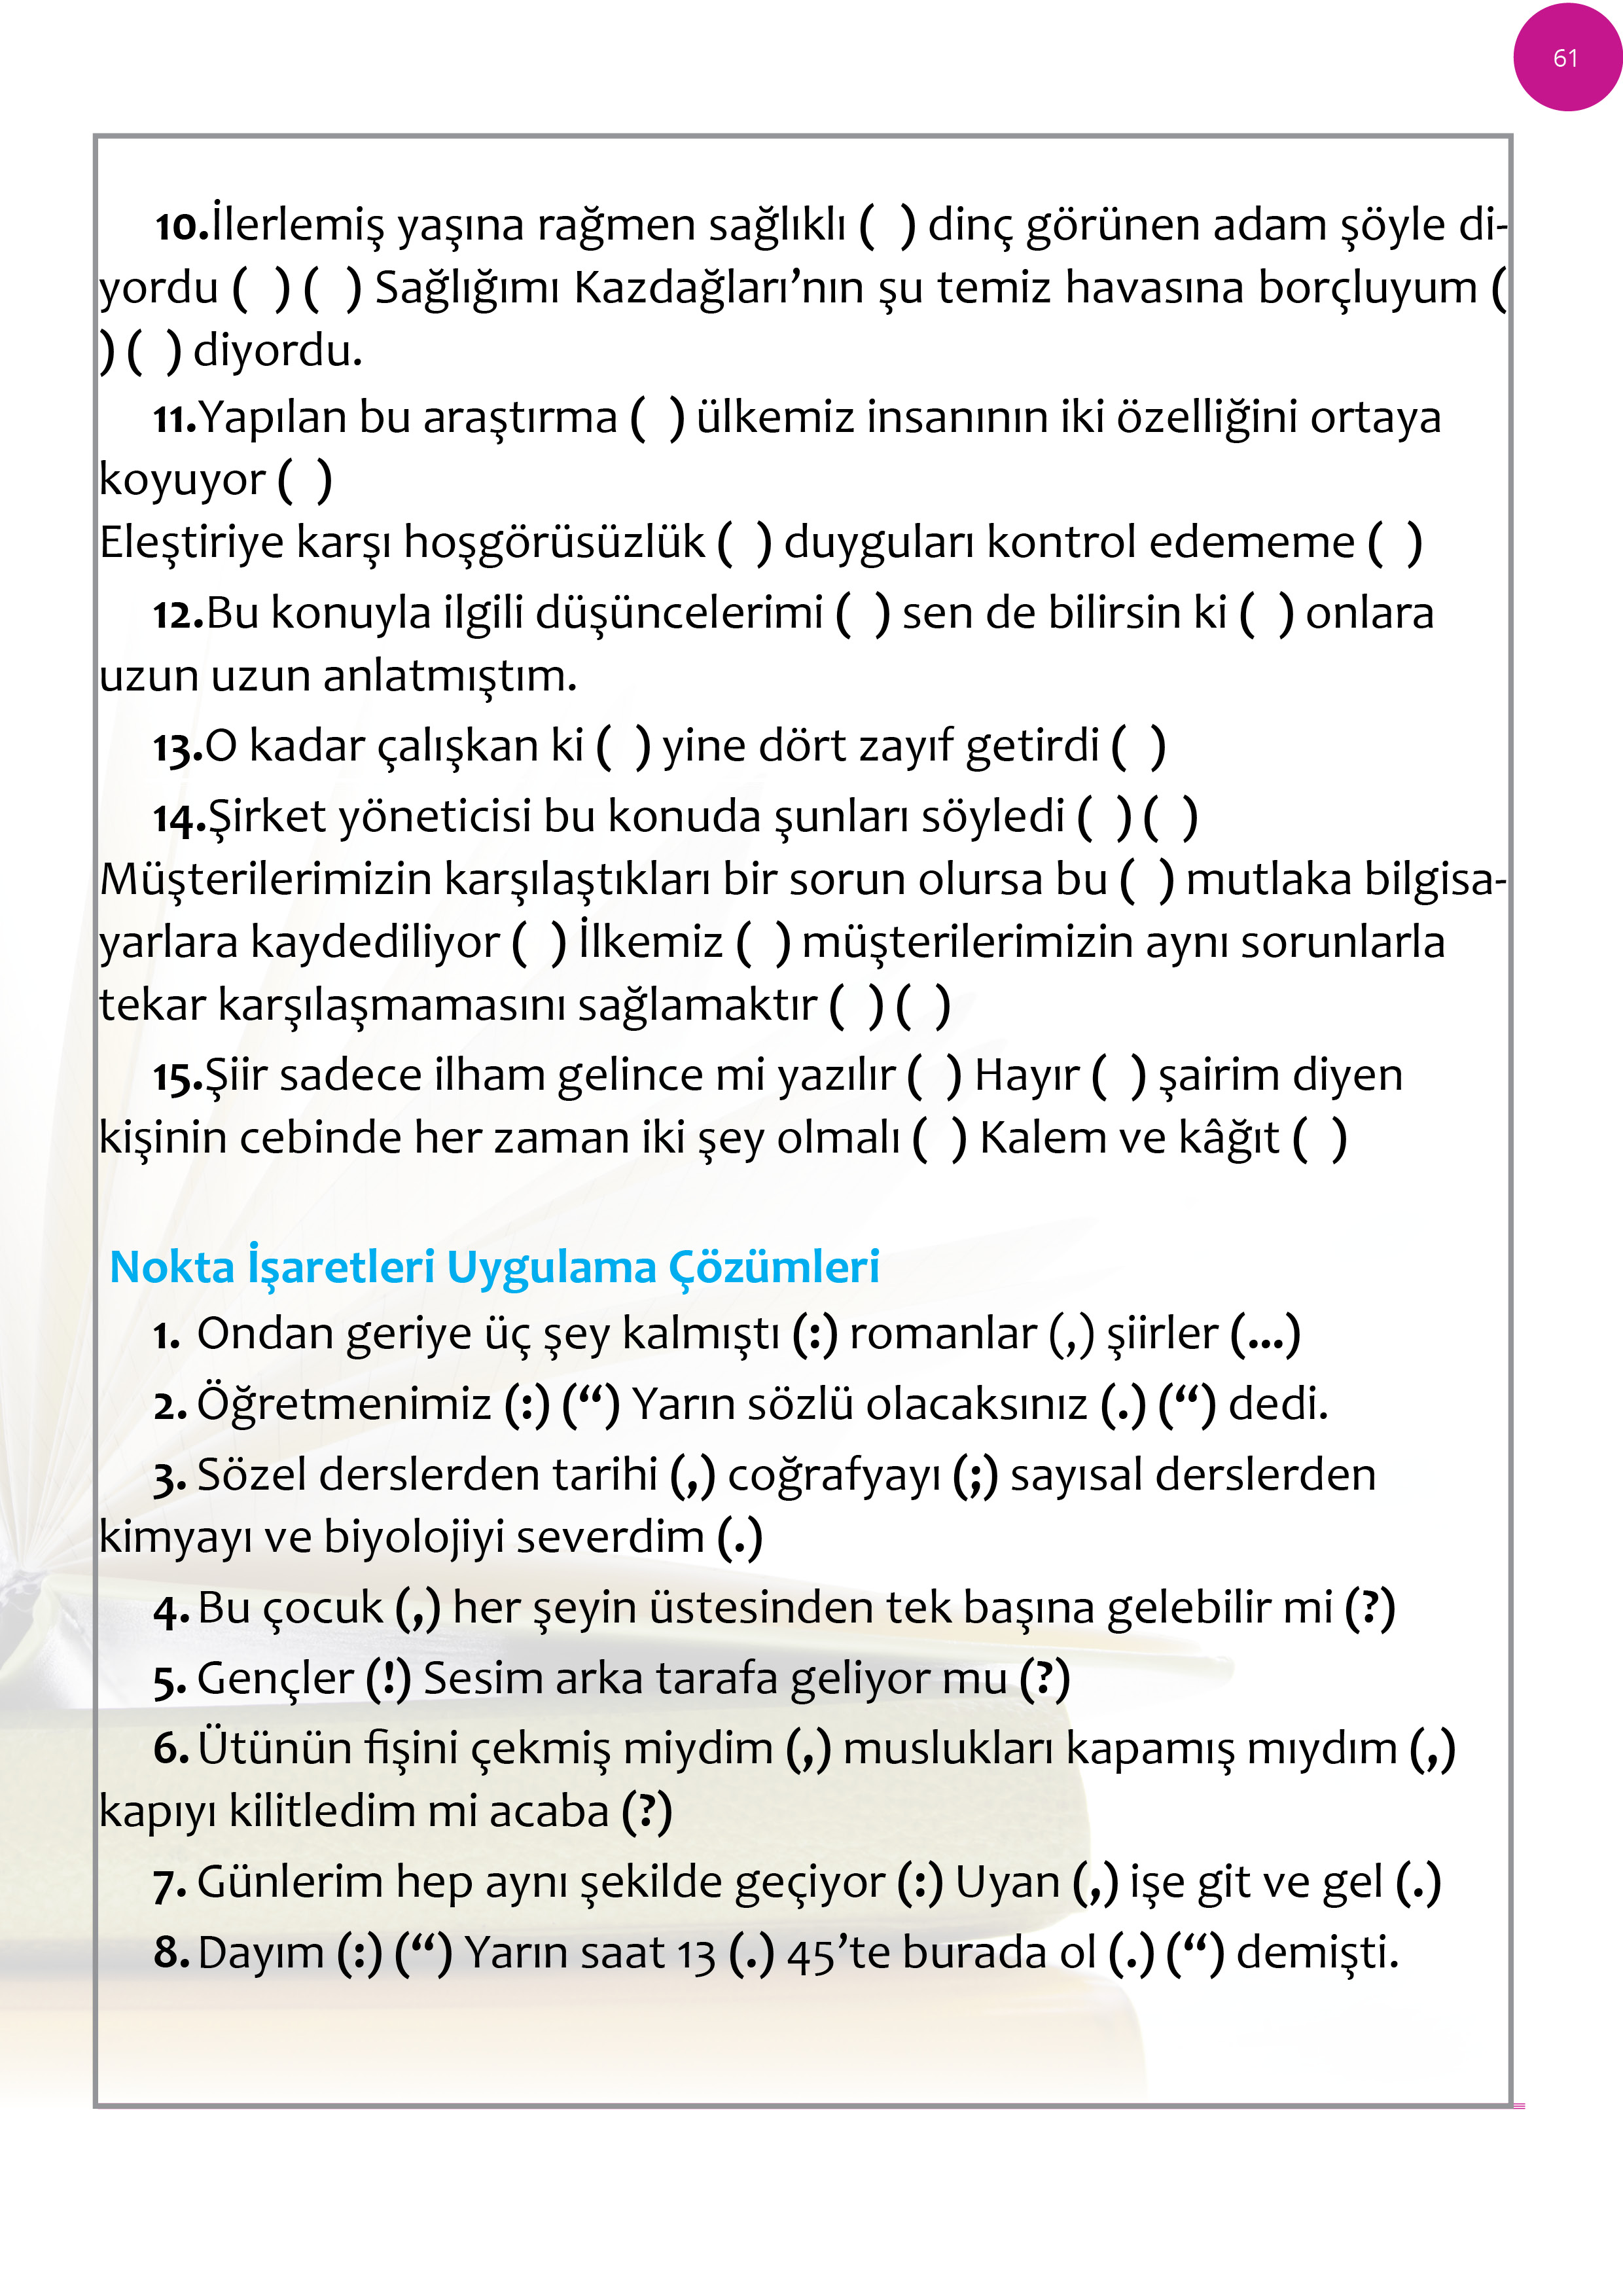 61
10.İlerlemiş yaşına rağmen sağlıklı (  ) dinç görünen adam şöyle di-
yordu (  ) (  ) Sağlığımı Kazdağları’nın şu temiz havasına borçluyum (
) (  ) diyordu.
11.Yapılan bu araştırma (  ) ülkemiz insanının iki özelliğini ortaya
koyuyor (  )
Eleştiriye karşı hoşgörüsüzlük (  ) duyguları kontrol edememe (  )
12.Bu konuyla ilgili düşüncelerimi (  ) sen de bilirsin ki (  ) onlara
uzun uzun anlatmıştım.
13.O kadar çalışkan ki (  ) yine dört zayıf getirdi (  )
14.Şirket yöneticisi bu konuda şunları söyledi (  ) (  )
Müşterilerimizin karşılaştıkları bir sorun olursa bu (  ) mutlaka bilgisa-
yarlara kaydediliyor (  ) İlkemiz (  ) müşterilerimizin aynı sorunlarla
tekar karşılaşmamasını sağlamaktır (  ) (  )
15.Şiir sadece ilham gelince mi yazılır (  ) Hayır (  ) şairim diyen
kişinin cebinde her zaman iki şey olmalı (  ) Kalem ve kâğıt (  )
Nokta İşaretleri Uygulama Çözümleri
1. Ondan geriye üç şey kalmıştı (:) romanlar (,) şiirler (...)
2. Öğretmenimiz (:) (“) Yarın sözlü olacaksınız (.) (“) dedi.
3. Sözel derslerden tarihi (,) coğrafyayı (;) sayısal derslerden
kimyayı ve biyolojiyi severdim (.)
4. Bu çocuk (,) her şeyin üstesinden tek başına gelebilir mi (?)
5. Gençler (!) Sesim arka tarafa geliyor mu (?)
6. Ütünün fişini çekmiş miydim (,) muslukları kapamış mıydım (,)
kapıyı kilitledim mi acaba (?)
7. Günlerim hep aynı şekilde geçiyor (:) Uyan (,) işe git ve gel (.)
8. Dayım (:) (“) Yarın saat 13 (.) 45’te burada ol (.) (“) demişti.